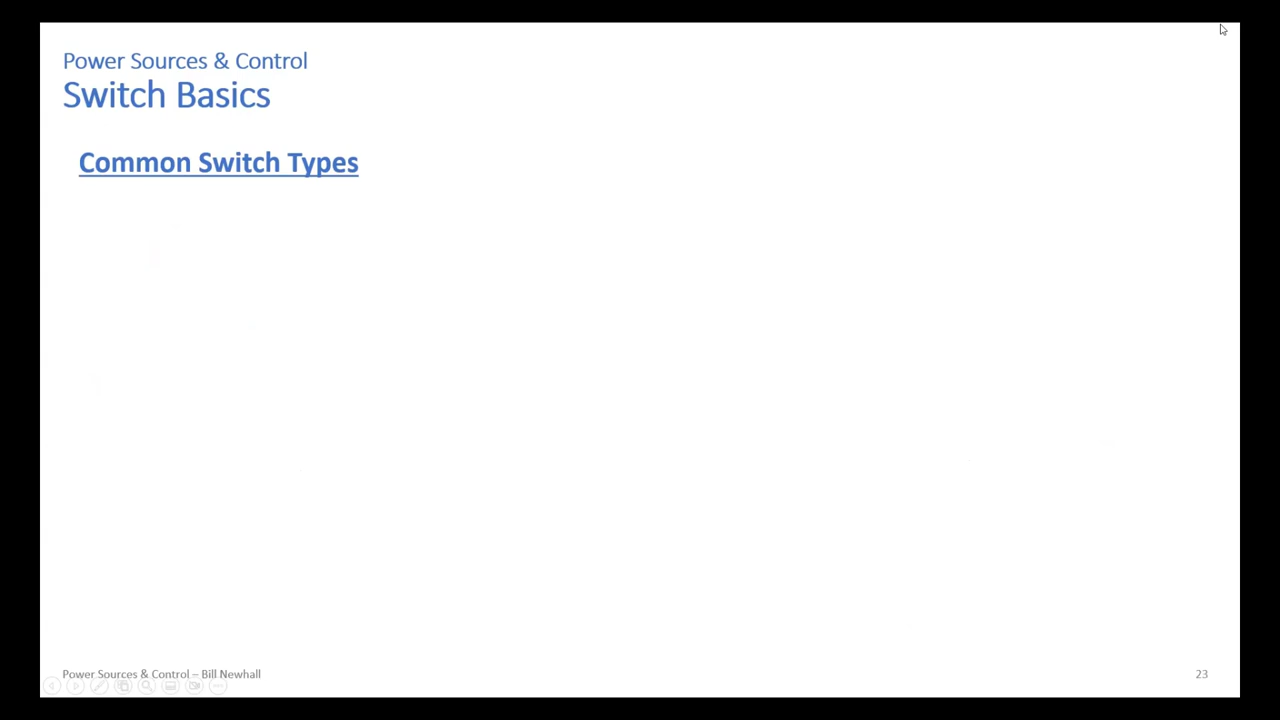 Power Sources & Control
Switch Basics
Common Switch Types
Power Sources & Control – Bill Newhall
23